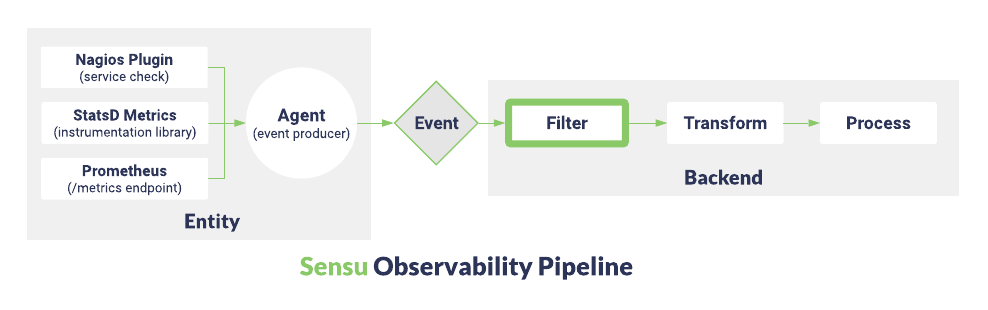 Nagios Plugin
(service check)
StatsD Metrics
(instrumentation library)
Prometheus
(/metrics endpoint)
Agent
(event producer)
Entity
Event
Filter
Transform
Process
Backend
Sensu Observability Pipeline